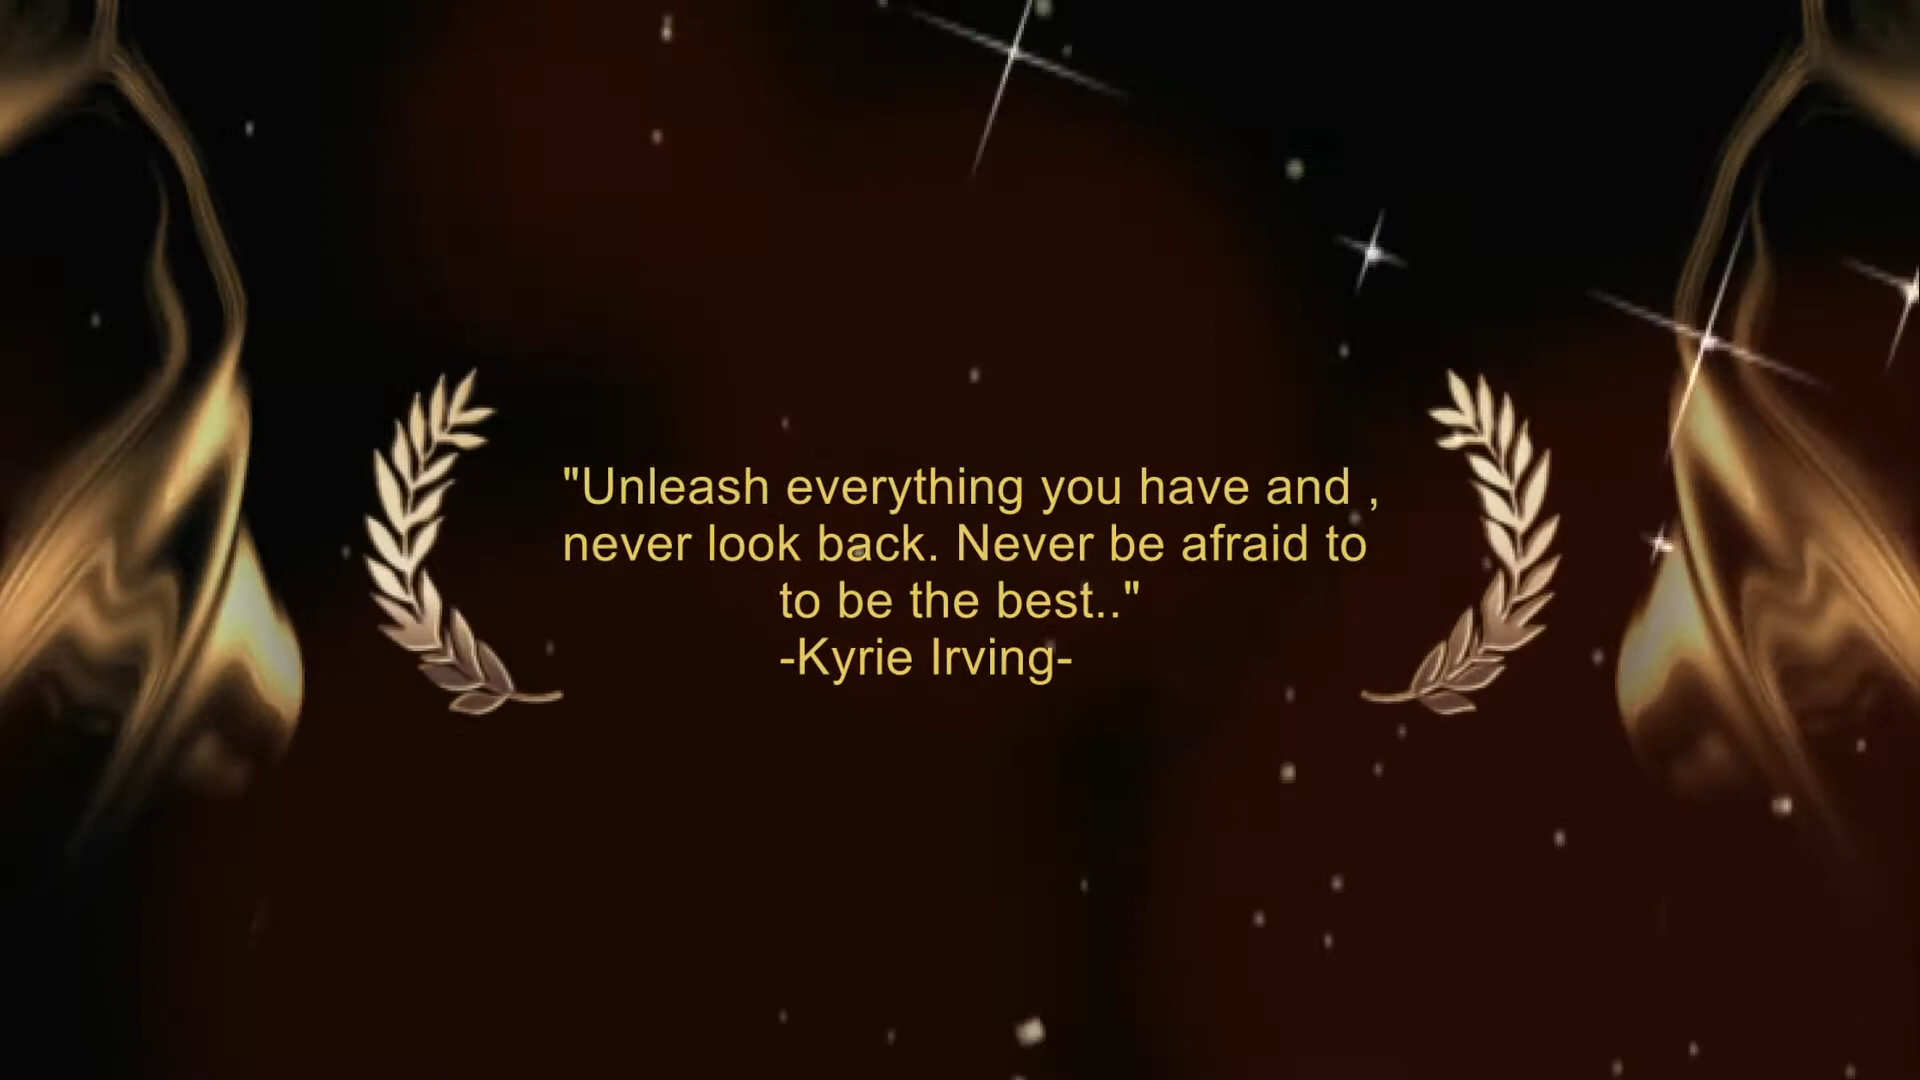 "Unleash everything you have and ,
never look back. Never be afraid to
to be the best.."
-Kyrie Irving-